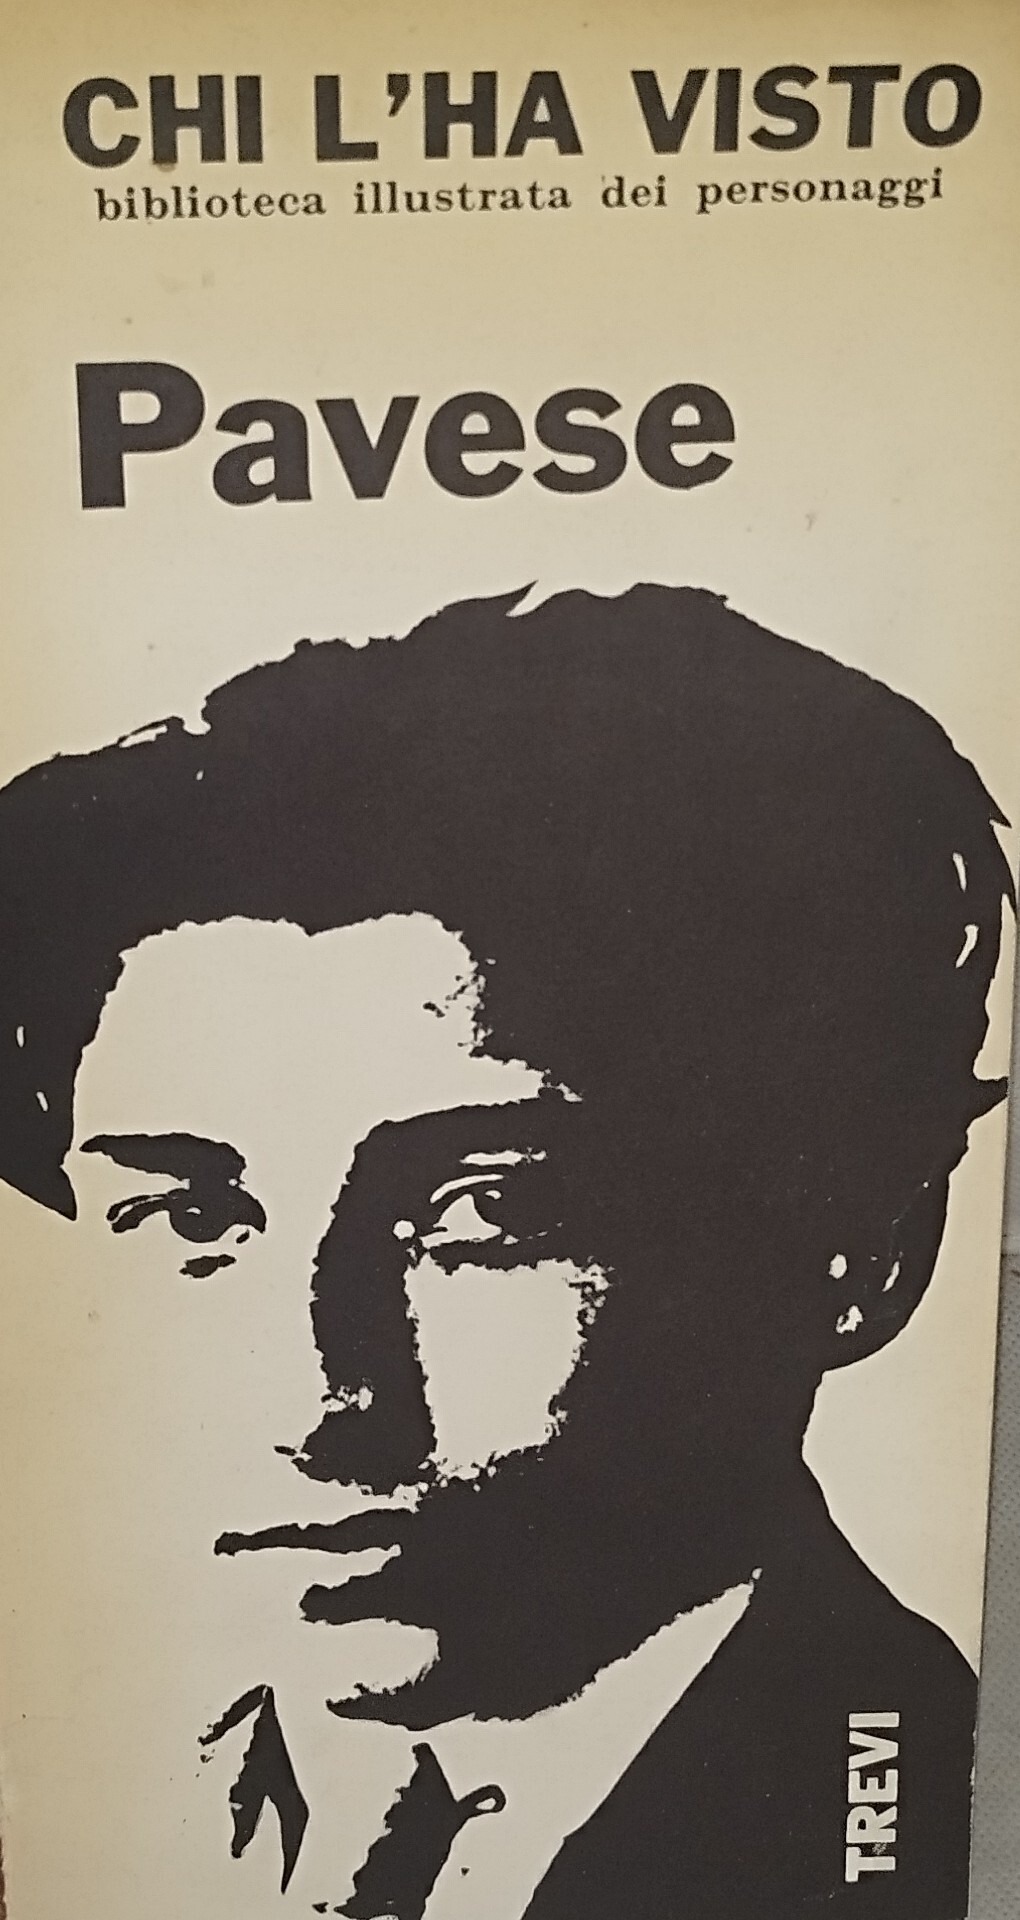 CHI L'HA VISTO
biblioteca illustrata dei personaggi
Pavese
TREVI